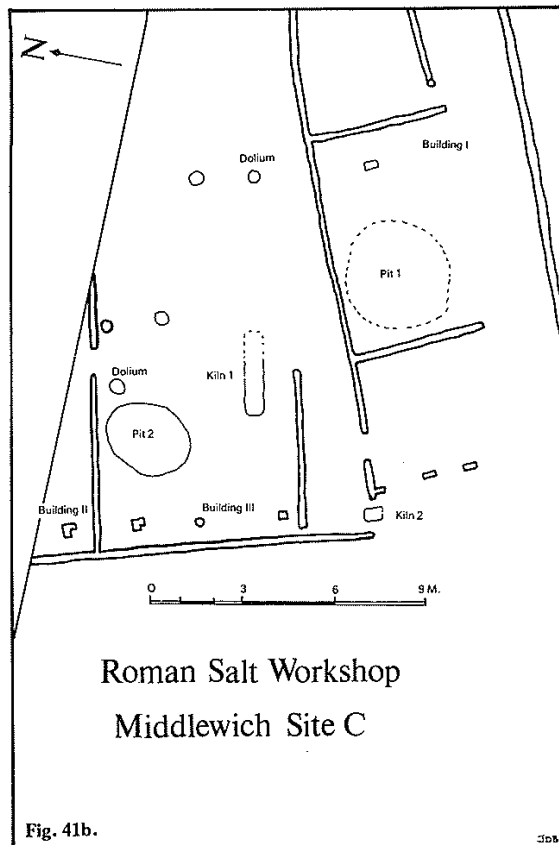 N
Dolium
Building I
Pit 1
Kiln 1
Dolium
Pit 2
Building II
Building III
Kiln 2
0 3 6 9 M.
Roman Salt Workshop
Middlewich Site C
Fig. 41b.
JDB